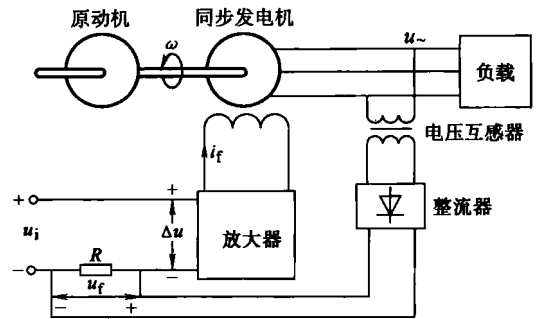 原动机
同步发电机
ω
u~
负载
电压互感器
i_f
+
+
u_i
Δu
放大器
整流器
R
−
−
u_f
−
+